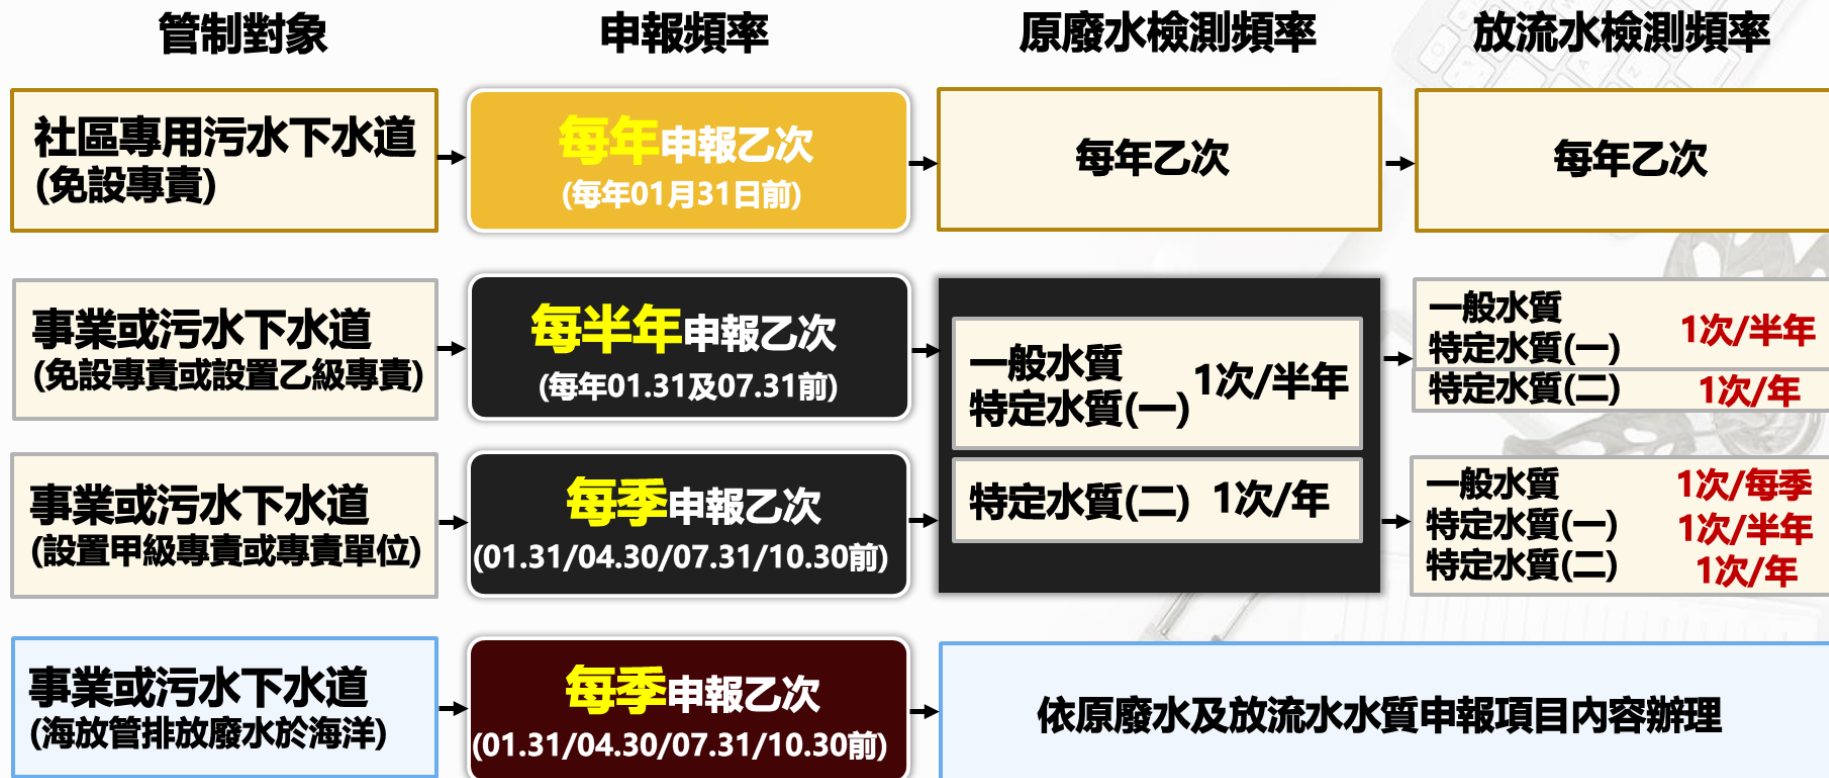 管制對象
申報頻率
原廢水檢測頻率
放流水檢測頻率
社區專用污水下水道
(免設專責)
每年申報乙次
(每年01月31日前)
每年乙次
每年乙次
事業或污水下水道
(免設專責或設置乙級專責)
每半年申報乙次
(每年01.31及07.31前)
一般水質
特定水質(一)
1次/半年
特定水質(二) 1次/年
一般水質
特定水質(一)
1次/半年
特定水質(二) 1次/年
事業或污水下水道
(設置甲級專責或專責單位)
每季申報乙次
(01.31/04.30/07.31/10.30前)
一般水質 1次/每季
特定水質(一) 1次/半年
特定水質(二) 1次/年
事業或污水下水道
(海放管排放廢水於海洋)
每季申報乙次
(01.31/04.30/07.31/10.30前)
依原廢水及放流水水質申報項目內容辦理